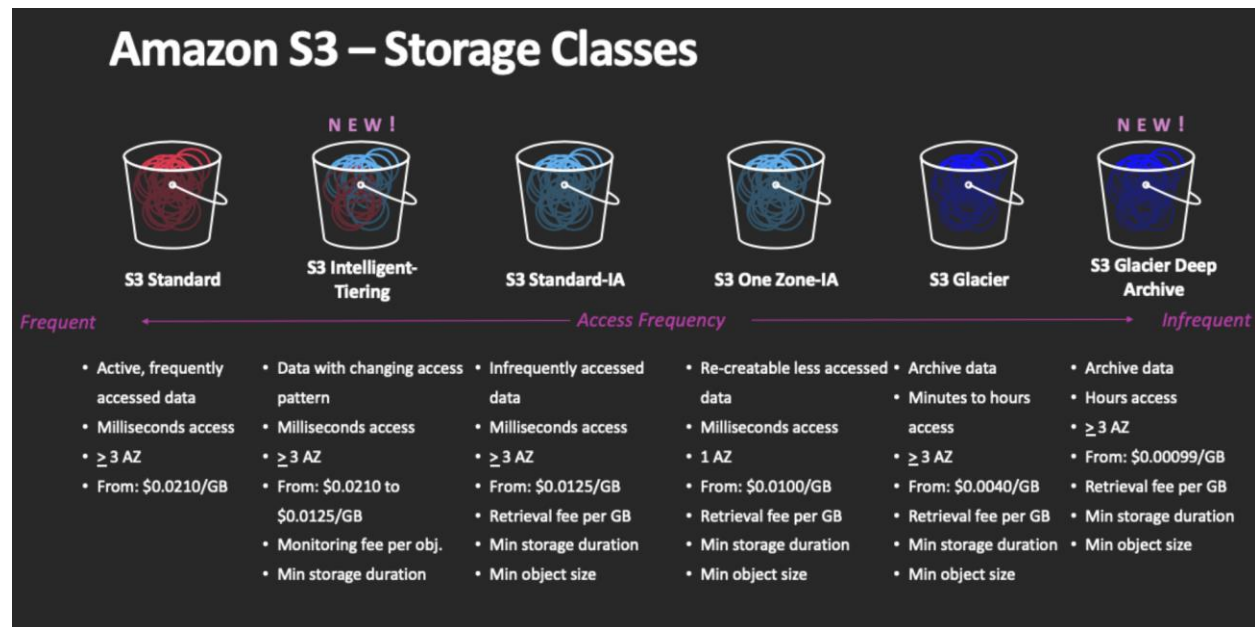 Amazon S3 – Storage Classes
NEW!
NEW!
S3 Standard
S3 Intelligent-
Tiering
S3 Standard-IA
S3 One Zone-IA
S3 Glacier
S3 Glacier Deep
Archive
Frequent
Access Frequency
Infrequent
• Active, frequently
accessed data
• Milliseconds access
• ≥ 3 AZ
• From: $0.0210/GB
• Data with changing access
pattern
• Milliseconds access
• ≥ 3 AZ
• From: $0.0210 to
$0.0125/GB
• Monitoring fee per obj.
• Min storage duration
• Infrequently accessed
data
• Milliseconds access
• ≥ 3 AZ
• From: $0.0125/GB
• Retrieval fee per GB
• Min storage duration
• Min object size
• Re-creatable less accessed
data
• Milliseconds access
• 1 AZ
• From: $0.0100/GB
• Retrieval fee per GB
• Min storage duration
• Min object size
• Archive data
• Minutes to hours
access
• ≥ 3 AZ
• From: $0.0040/GB
• Retrieval fee per GB
• Min storage duration
• Min object size
• Archive data
• Hours access
• ≥ 3 AZ
• From: $0.00099/GB
• Retrieval fee per GB
• Min storage duration
• Min object size